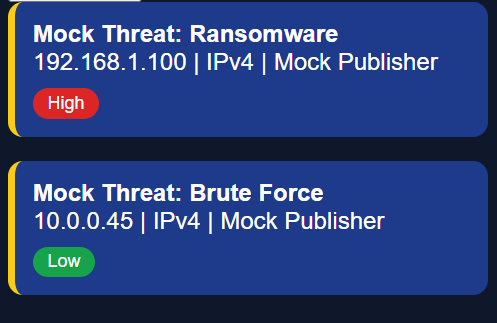 Mock Threat: Ransomware
192.168.1.100 | IPv4 | Mock Publisher
High
Mock Threat: Brute Force
10.0.0.45 | IPv4 | Mock Publisher
Low